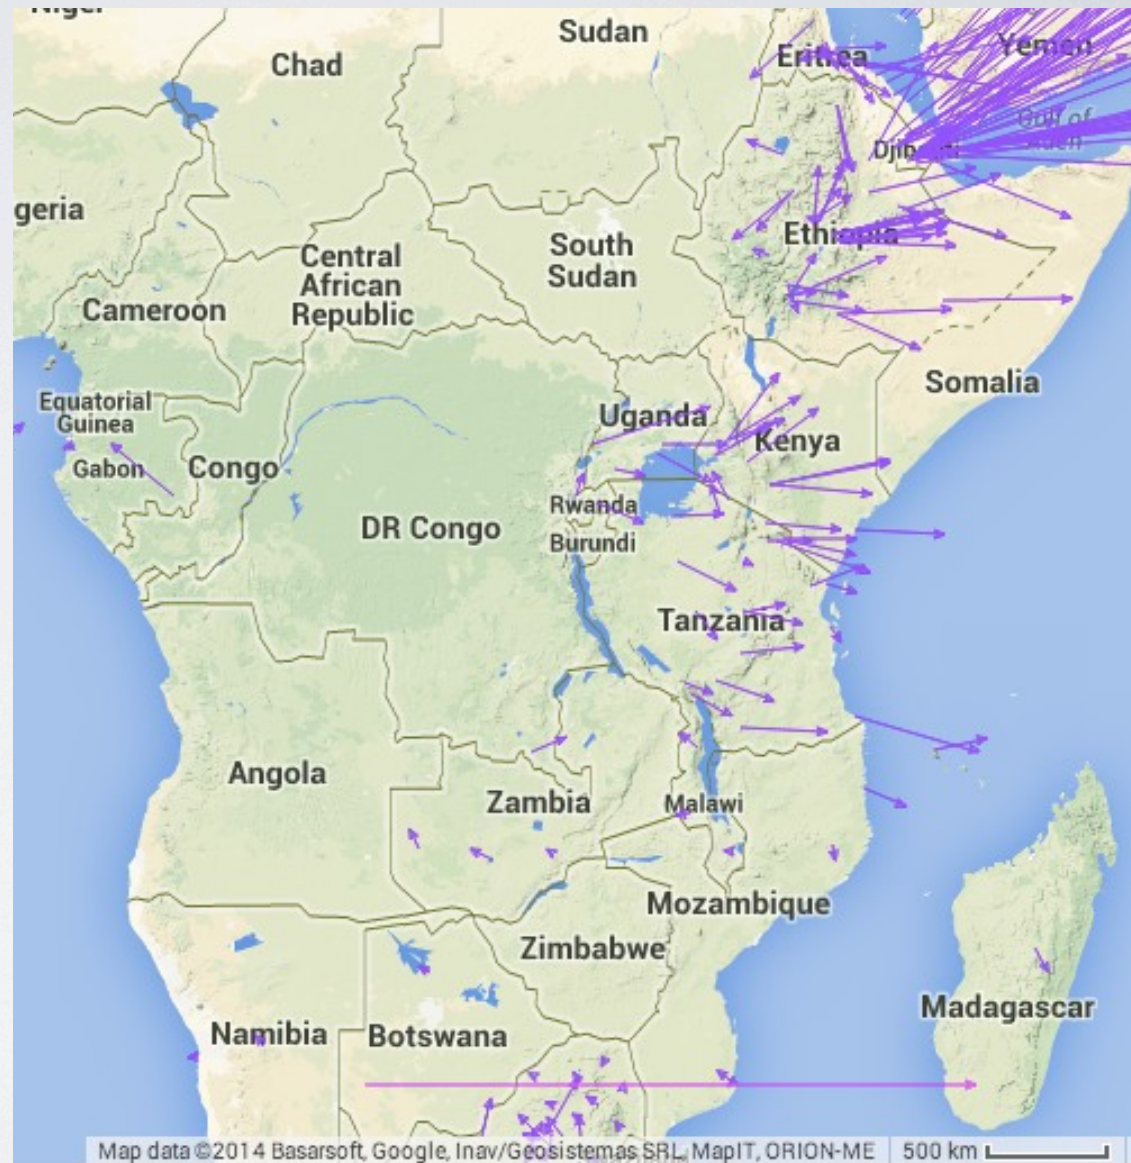 Sudan
Chad
Eritrea
Yemen
Gulf of
geria
Ethiopia
South
Sudan
Central
African
Republic
Cameroon
Somalia
Equatorial
Guinea
Uganda
Kenya
Gabon
Congo
Rwanda
DR Congo
Burundi
Tanzania
Angola
Zambia
Malawi
Mozambique
Zimbabwe
Madagascar
Namibia
Botswana
Map data ©2014 Basarsoft, Google, Inav/Geosistemas SRL, MapIT, ORION-ME
500 km